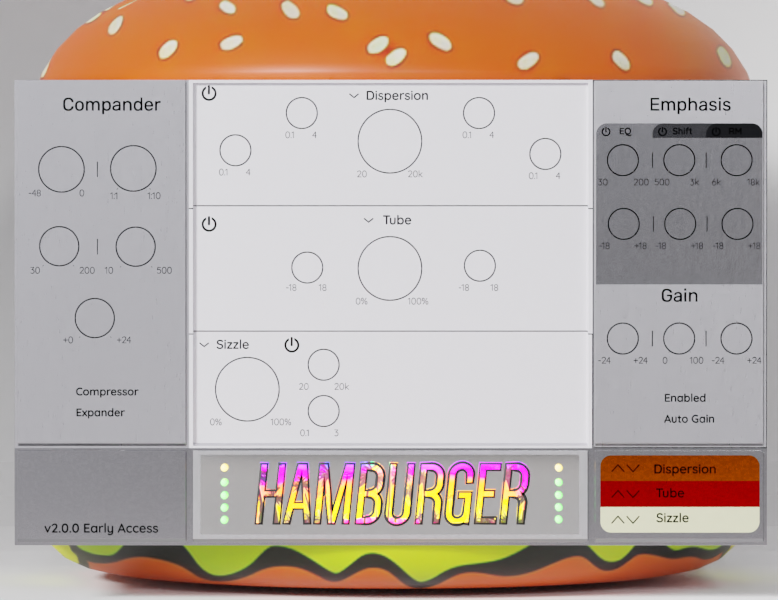 Compander
-48 0 1:1 1:10
30 200 10 500
+0 +24
Compressor
Expander
v2.0.0 Early Access
Dispersion
0.1 4
0.1 4
20 20k
0.1 4
0.1 4
Tube
-18 18
0% 100%
-18 18
Sizzle
0% 100%
20 20k
0.1 3
HAMBURGER
Emphasis
EQ Shift RM
30 200 500 3k 6k 18k
-18 +18 -18 +18 -18 +18
Gain
-24 +24 0 100 -24 +24
Enabled
Auto Gain
Dispersion
Tube
Sizzle